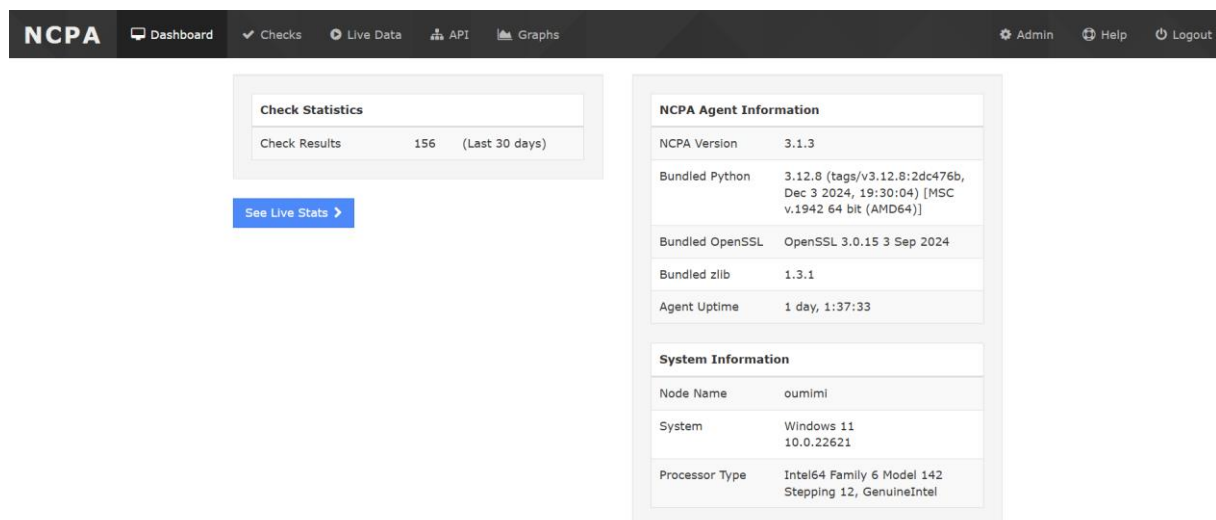 NCPA Dashboard Checks Live Data API Graphs Admin Help Logout
Check Statistics
Check Results 156 (Last 30 days)
See Live Stats
NCPA Agent Information
NCPA Version 3.1.3
Bundled Python 3.12.8 (tags/v3.12.8:2dc476b,
Dec 3 2024, 19:30:04) [MSC
v.1942 64 bit (AMD64)]
Bundled OpenSSL OpenSSL 3.0.15 3 Sep 2024
Bundled zlib 1.3.1
Agent Uptime 1 day, 1:37:33
System Information
Node Name oumimi
System Windows 11
10.0.22621
Processor Type Intel64 Family 6 Model 142
Stepping 12, GenuineIntel